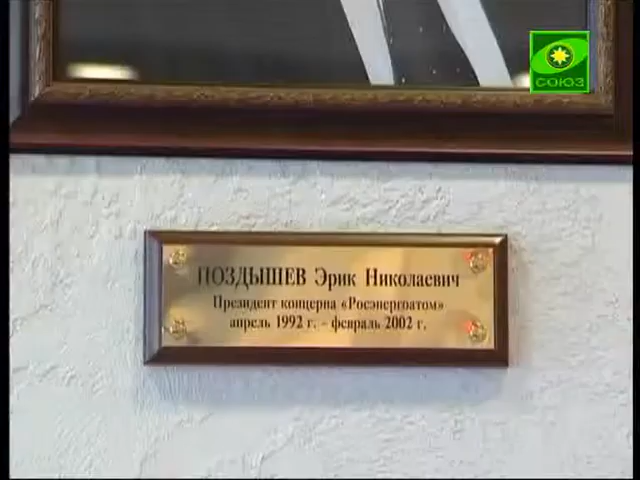 СОЮЗ
ПОЗДЫШЕВ Эрик Николаевич
Президент концерна «Росэнергоатом»
апрель 1992 г. - февраль 2002 г.